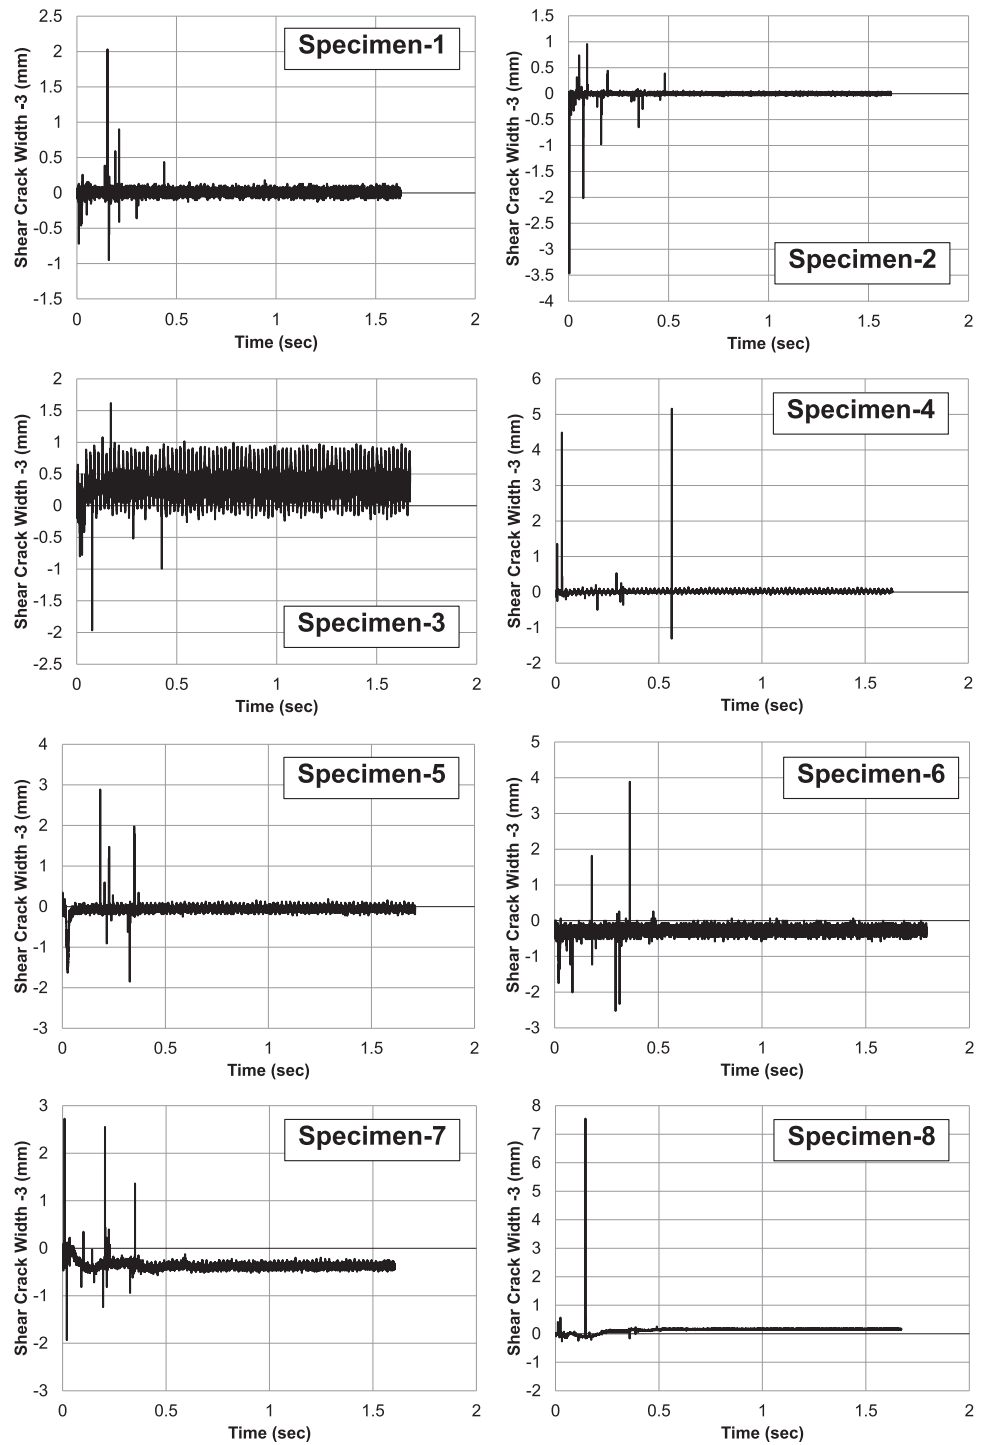 Specimen-1
Shear Crack Width -3 (mm)
2.5
2
1.5
1
0.5
0
-0.5
-1
-1.5
0 0.5 1 1.5 2
Time (sec)
Specimen-2
Shear Crack Width -3 (mm)
1.5
1
0.5
0
-0.5
-1
-1.5
-2
-2.5
-3
-3.5
-4
0 0.5 1 1.5 2
Time (sec)
Specimen-3
Shear Crack Width -3 (mm)
2
1.5
1
0.5
0
-0.5
-1
-1.5
-2
-2.5
0 0.5 1 1.5 2
Time (sec)
Specimen-4
Shear Crack Width -3 (mm)
6
5
4
3
2
1
0
-1
-2
0 0.5 1 1.5 2
Time (sec)
Specimen-5
Shear Crack Width -3 (mm)
4
3
2
1
0
-1
-2
-3
0 0.5 1 1.5 2
Time (sec)
Specimen-6
Shear Crack Width -3 (mm)
5
4
3
2
1
0
-1
-2
-3
0 0.5 1 1.5 2
Time (sec)
Specimen-7
Shear Crack Width -3 (mm)
3
2
1
0
-1
-2
-3
0 0.5 1 1.5 2
Time (sec)
Specimen-8
Shear Crack Width -3 (mm)
8
7
6
5
4
3
2
1
0
-1
-2
0 0.5 1 1.5 2
Time (sec)